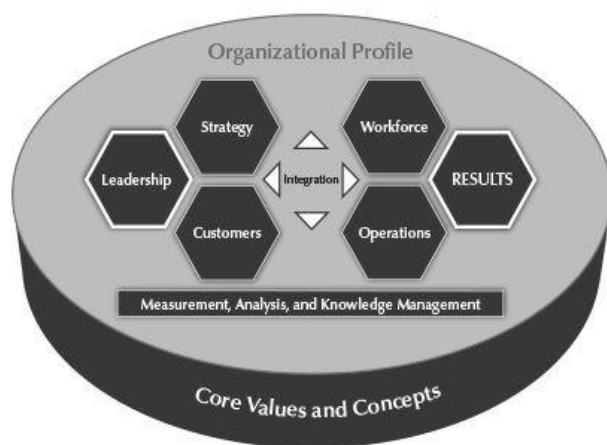 Organizational Profile
Strategy
Workforce
Leadership
Integration
RESULTS
Customers
Operations
Measurement, Analysis, and Knowledge Management
Core Values and Concepts